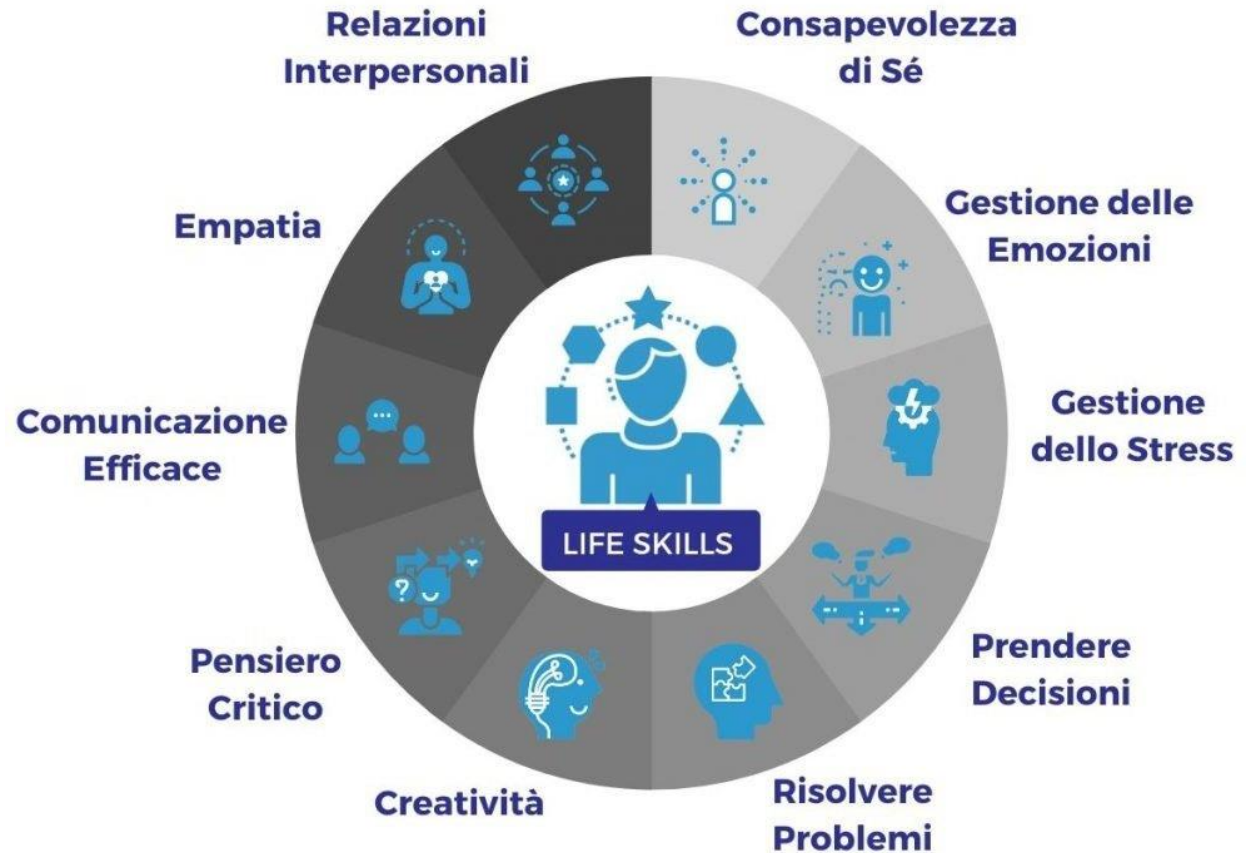 Relazioni
Interpersonali
Consapevolezza
di Sé
Gestione delle
Emozioni
Empatia
Gestione
dello Stress
Comunicazione
Efficace
LIFE SKILLS
Prendere
Decisioni
Pensiero
Critico
Creatività
Risolvere
Problemi